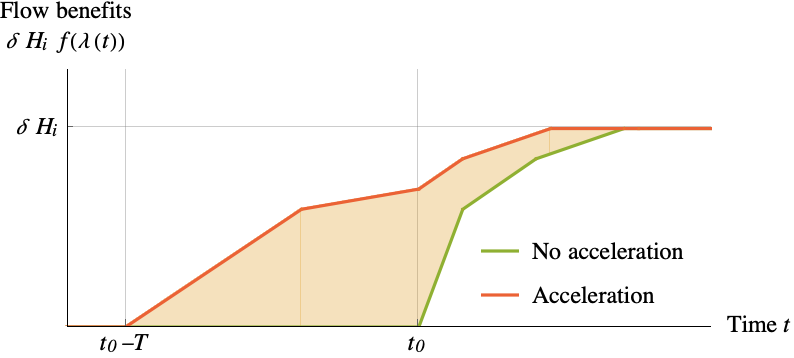 Flow benefits
δ Hᵢ f(λ(t))
δ Hᵢ
No acceleration
Acceleration
Time t
t₀ –T
t₀